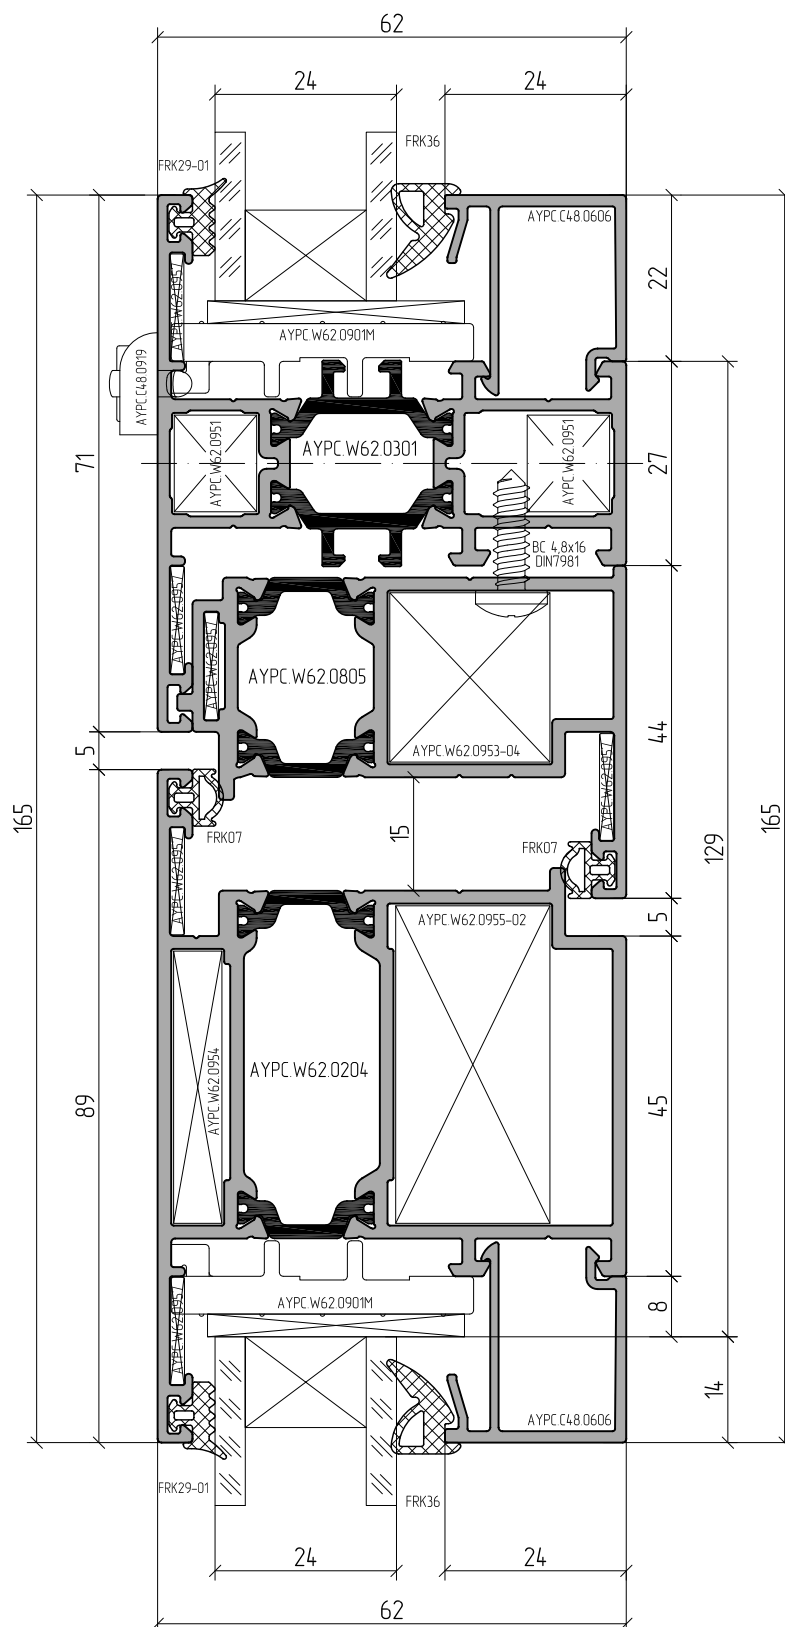 62
24
24
FRK36
FRK29-01
AYPC.C48.0606
AYPC.W62.0957
22
AYPC.W62.0901M
AYPC.C48.0919
AYPC.W62.0951
AYPC.W62.0301
AYPC.W62.0951
71
27
BC 4,8x16
DIN7981
AYPC.W62.0957
AYPC.W62.0957
AYPC.W62.0805
AYPC.W62.0953-04
44
5
AYPC.W62.0957
165
15
129
165
FRK07
FRK07
AYPC.W62.0957
AYPC.W62.0955-02
5
AYPC.W62.0954
AYPC.W62.0204
89
45
AYPC.W62.0901M
8
AYPC.W62.0957
14
AYPC.C48.0606
FRK29-01
FRK36
24
24
62